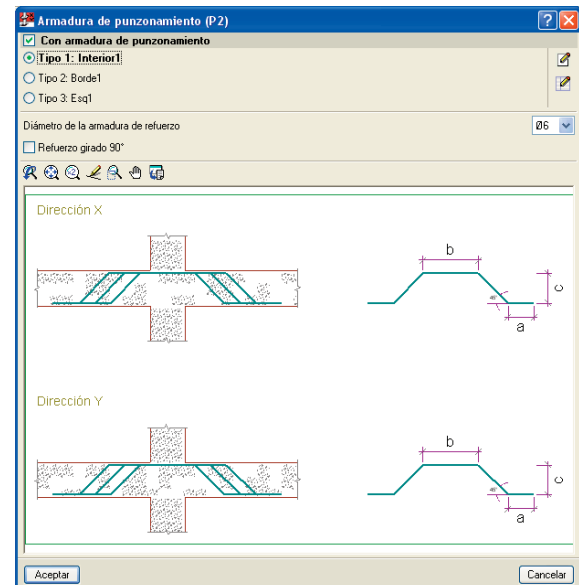 Armadura de punzonamiento (P2)
Con armadura de punzonamiento
Tipo 1: Interior1
Tipo 2: Borde1
Tipo 3: Esq1
Diámetro de la armadura de refuerzo
Ø6
Refuerzo girado 90°
Dirección X
b
c
a
Dirección Y
b
c
a
Aceptar
Cancelar